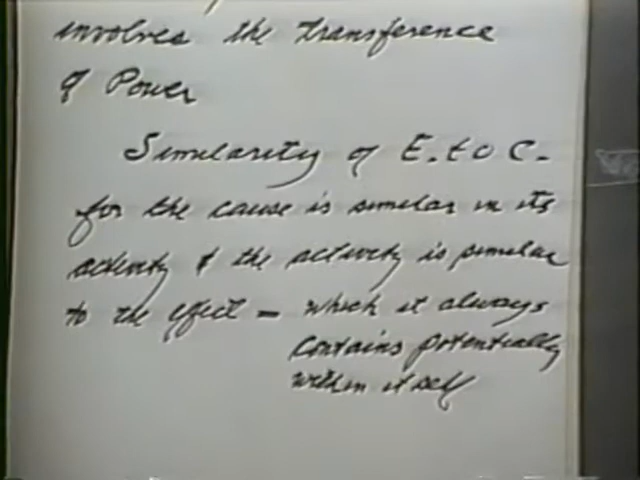 involves the transference
of Power
Similarity of E. to C.
for the cause is similar in its
activity & the activity is similar
to the effect = which it always
contains potentially
within itself